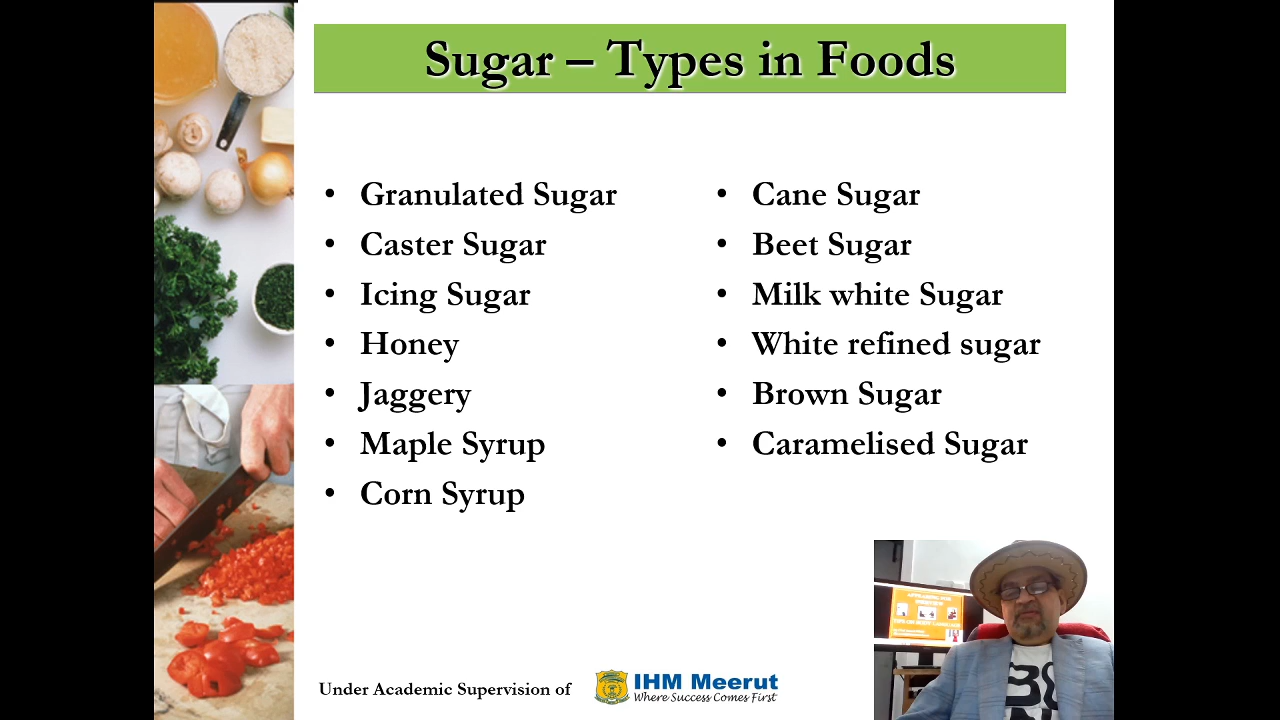 Sugar – Types in Foods
• Granulated Sugar
• Caster Sugar
• Icing Sugar
• Honey
• Jaggery
• Maple Syrup
• Corn Syrup
• Cane Sugar
• Beet Sugar
• Milk white Sugar
• White refined sugar
• Brown Sugar
• Caramelised Sugar
Under Academic Supervision of
IHM Meerut
Where Success Comes First